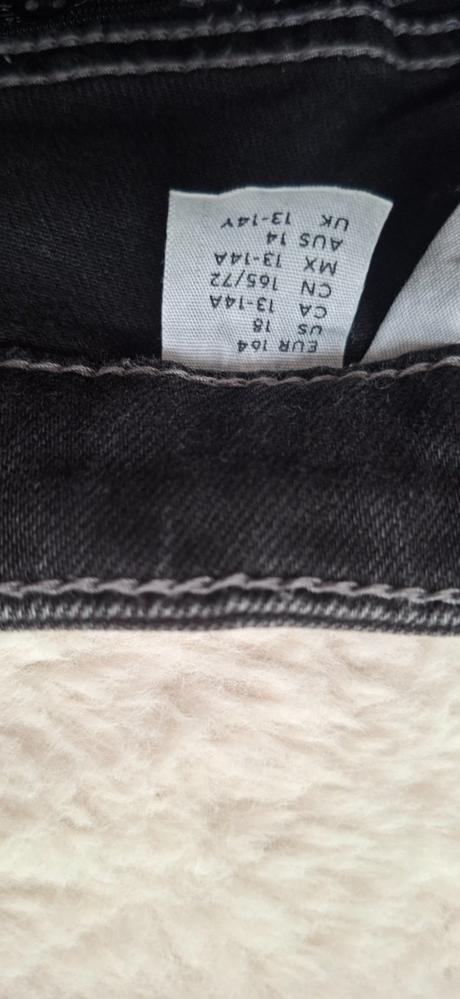 EUR 164
US 18
CA 13-14A
CN 165/72
MX 13-14A
AUS 14
UK 13-14Y